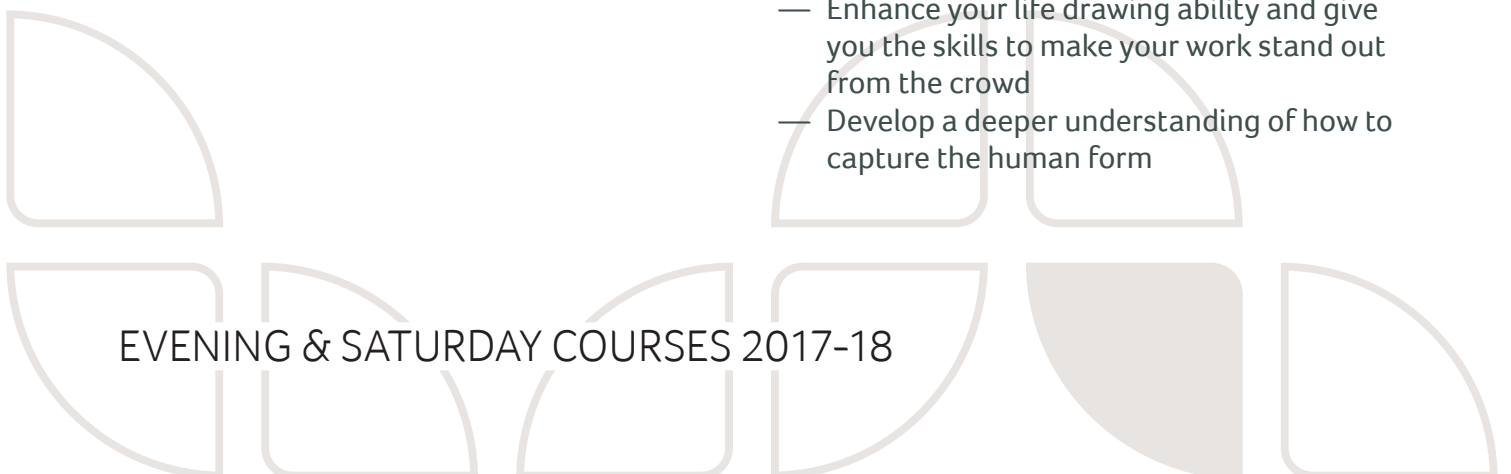 — Enhance your life drawing ability and give
you the skills to make your work stand out
from the crowd
— Develop a deeper understanding of how to
capture the human form
EVENING & SATURDAY COURSES 2017-18